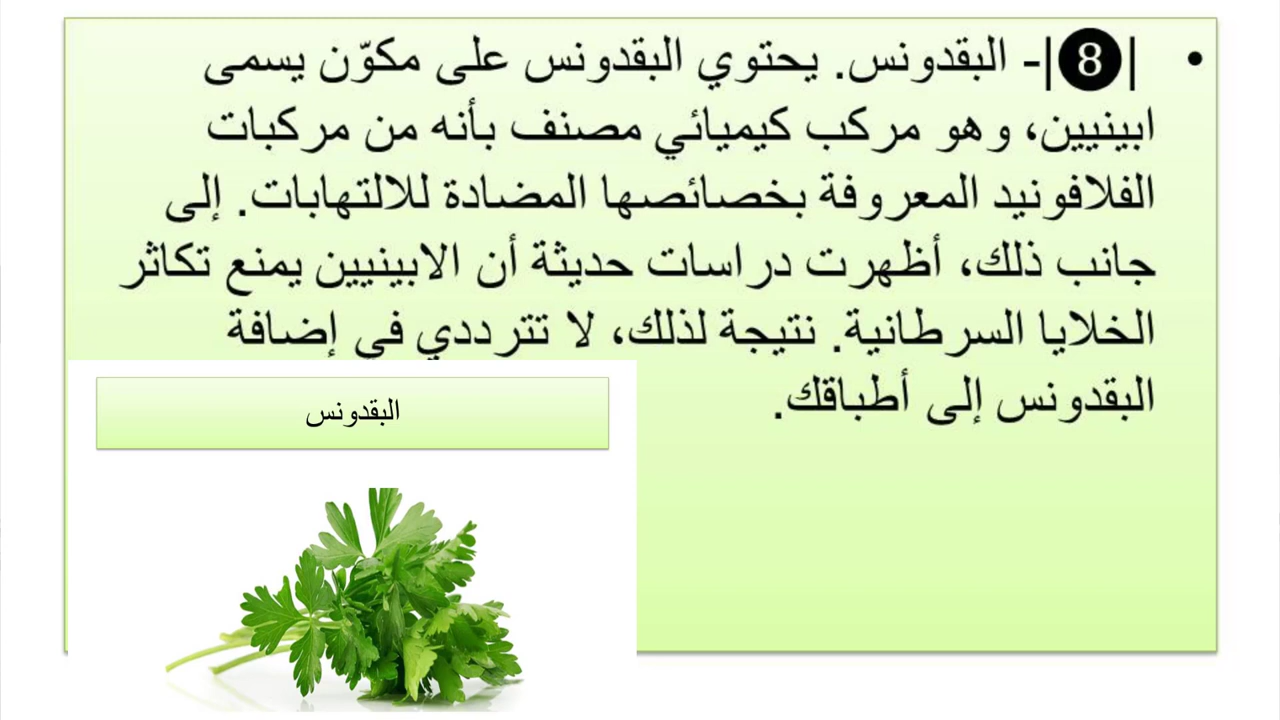 • |❽|- البقدونس. يحتوي البقدونس على مكوّن يسمى
ابينيين، وهو مركب كيميائي مصنف بأنه من مركبات
الفلافونيد المعروفة بخصائصها المضادة للالتهابات. إلى
جانب ذلك، أظهرت دراسات حديثة أن الابينيين يمنع تكاثر
الخلايا السرطانية. نتيجة لذلك، لا تترددي في إضافة
البقدونس إلى أطباقك.
البقدونس